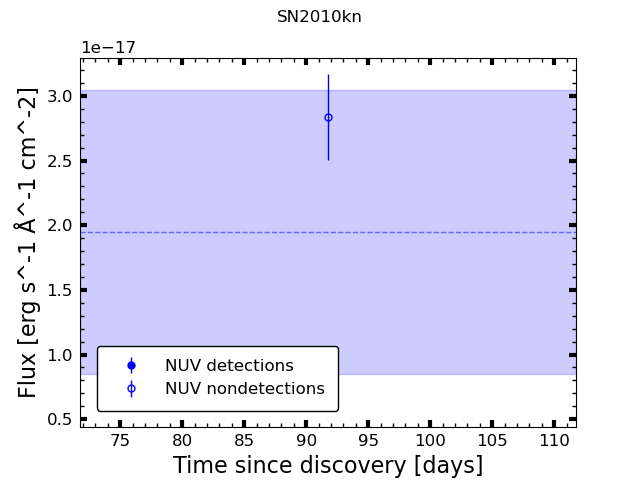 SN2010kn
1e−17
3.0
2.5
2.0
1.5
1.0
0.5
Flux [erg s^-1 Å^-1 cm^-2]
NUV detections
NUV nondetections
75 80 85 90 95 100 105 110
Time since discovery [days]